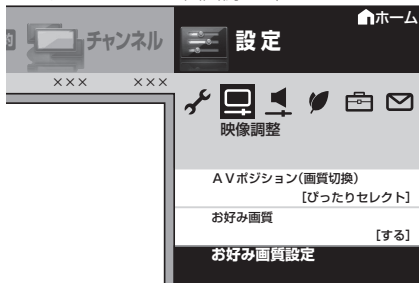 ホーム
約
チャンネル
設定
××× ×××
映像調整
AVポジション(画質切換)
[ぴったりセレクト]
お好み画質
[する]
お好み画質設定